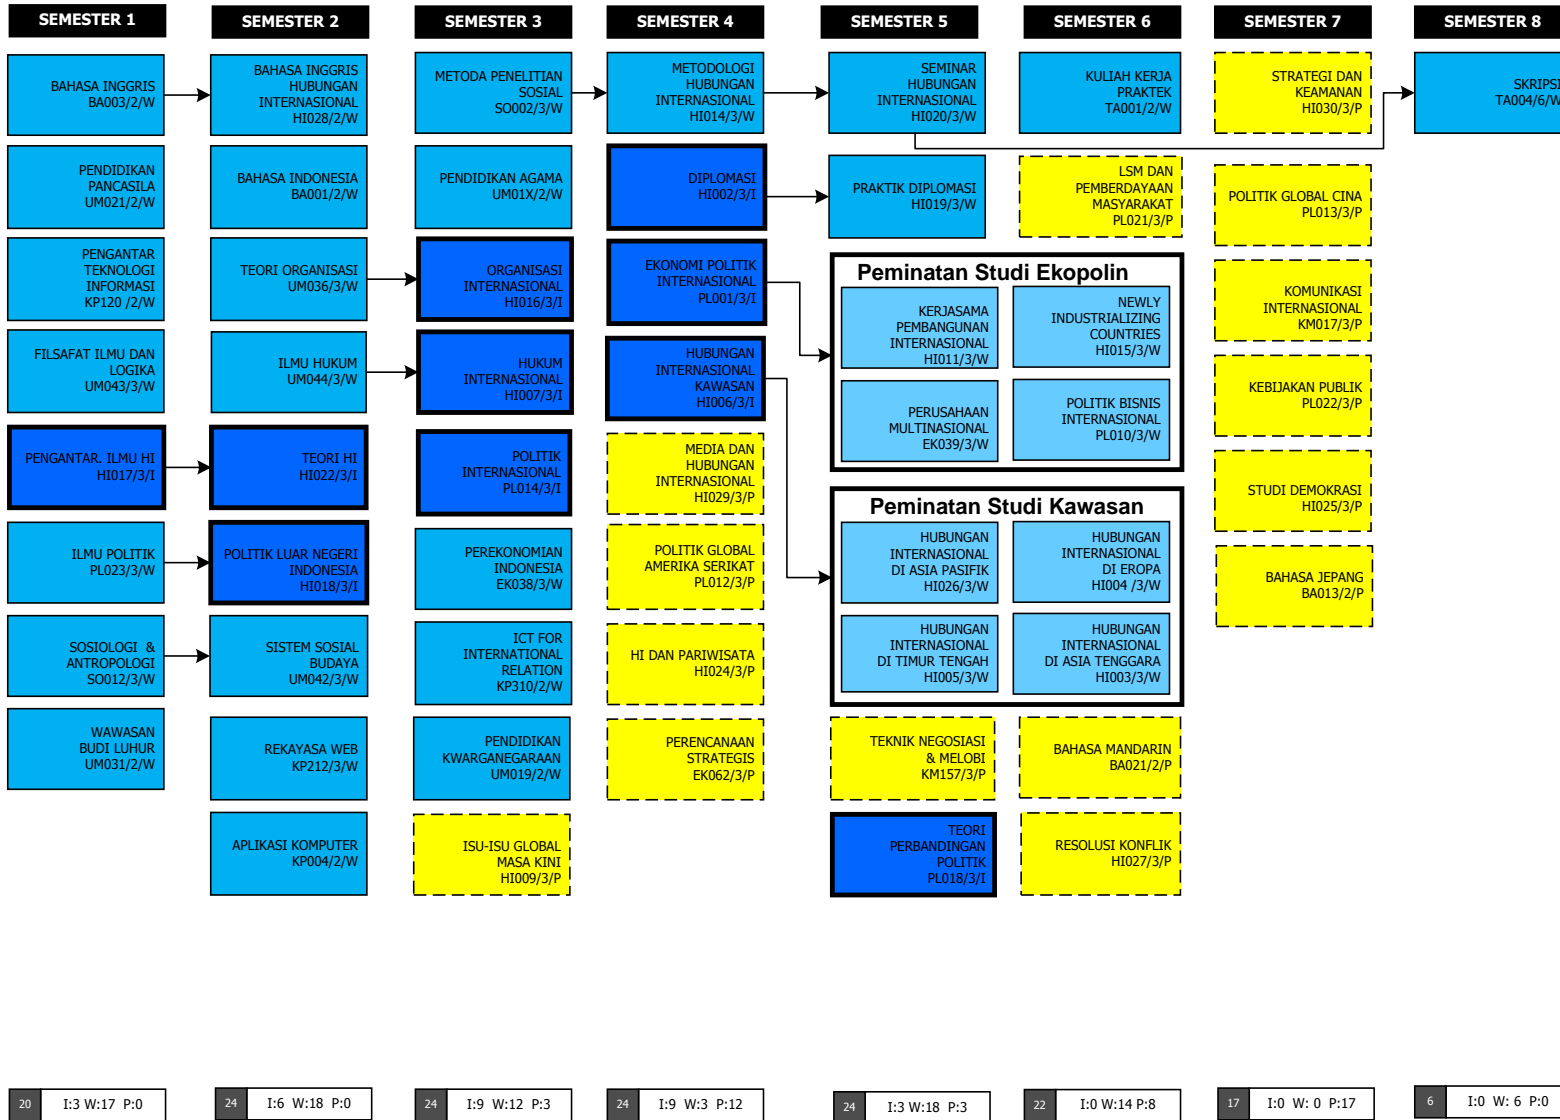 SEMESTER 1
BAHASA INGGRIS
BA003/2/W
PENDIDIKAN
PANCASILA
UM021/2/W
PENGANTAR
TEKNOLOGI
INFORMASI
KP120 /2/W
FILSAFAT ILMU DAN
LOGIKA
UM043/3/W
PENGANTAR. ILMU HI
HI017/3/I
ILMU POLITIK
PL023/3/W
SOSIOLOGI &
ANTROPOLOGI
SO012/3/W
WAWASAN
BUDI LUHUR
UM031/2/W
20 I:3 W:17 P:0
SEMESTER 2
BAHASA INGGRIS
HUBUNGAN
INTERNASIONAL
HI028/2/W
BAHASA INDONESIA
BA001/2/W
TEORI ORGANISASI
UM036/3/W
ILMU HUKUM
UM044/3/W
TEORI HI
HI022/3/I
POLITIK LUAR NEGERI
INDONESIA
HI018/3/I
SISTEM SOSIAL
BUDAYA
UM042/3/W
REKAYASA WEB
KP212/3/W
APLIKASI KOMPUTER
KP004/2/W
24 I:6 W:18 P:0
SEMESTER 3
METODA PENELITIAN
SOSIAL
SO002/3/W
PENDIDIKAN AGAMA
UM01X/2/W
ORGANISASI
INTERNASIONAL
HI016/3/I
HUKUM
INTERNASIONAL
HI007/3/I
POLITIK
INTERNASIONAL
PL014/3/I
PEREKONOMIAN
INDONESIA
EK038/3/W
ICT FOR
INTERNATIONAL
RELATION
KP310/2/W
PENDIDIKAN
KWARGANEGARAAN
UM019/2/W
ISU-ISU GLOBAL
MASA KINI
HI009/3/P
24 I:9 W:12 P:3
SEMESTER 4
METODOLOGI
HUBUNGAN
INTERNASIONAL
HI014/3/W
DIPLOMASI
HI002/3/I
EKONOMI POLITIK
INTERNASIONAL
PL001/3/I
HUBUNGAN
INTERNASIONAL
KAWASAN
HI006/3/I
MEDIA DAN
HUBUNGAN
INTERNASIONAL
HI029/3/P
POLITIK GLOBAL
AMERIKA SERIKAT
PL012/3/P
HI DAN PARIWISATA
HI024/3/P
PERENCANAAN
STRATEGIS
EK062/3/P
24 I:9 W:3 P:12
SEMESTER 5
SEMINAR
HUBUNGAN
INTERNASIONAL
HI020/3/W
PRAKTIK DIPLOMASI
HI019/3/W
SEMESTER 6
KULIAH KERJA
PRAKTEK
TA001/2/W
LSM DAN
PEMBERDAYAAN
MASYARAKAT
PL021/3/P
Peminatan Studi Ekopolin
KERJASAMA
PEMBANGUNAN
INTERNASIONAL
HI011/3/W
NEWLY
INDUSTRIALIZING
COUNTRIES
HI015/3/W
PERUSAHAAN
MULTINASIONAL
EK039/3/W
POLITIK BISNIS
INTERNASIONAL
PL010/3/W
Peminatan Studi Kawasan
HUBUNGAN
INTERNASIONAL
DI ASIA PASIFIK
HI026/3/W
HUBUNGAN
INTERNASIONAL
DI EROPA
HI004 /3/W
HUBUNGAN
INTERNASIONAL
DI TIMUR TENGAH
HI005/3/W
HUBUNGAN
INTERNASIONAL
DI ASIA TENGGARA
HI003/3/W
TEKNIK NEGOSIASI
& MELOBI
KM157/3/P
TEORI
PERBANDINGAN
POLITIK
PL018/3/I
24 I:3 W:18 P:3
BAHASA MANDARIN
BA021/2/P
RESOLUSI KONFLIK
HI027/3/P
22 I:0 W:14 P:8
SEMESTER 7
STRATEGI DAN
KEAMANAN
HI030/3/P
POLITIK GLOBAL CINA
PL013/3/P
KOMUNIKASI
INTERNASIONAL
KM017/3/P
KEBIJAKAN PUBLIK
PL022/3/P
STUDI DEMOKRASI
HI025/3/P
BAHASA JEPANG
BA013/2/P
17 I:0 W: 0 P:17
SEMESTER 8
SKRIPSI
TA004/6/W
6 I:0 W: 6 P:0